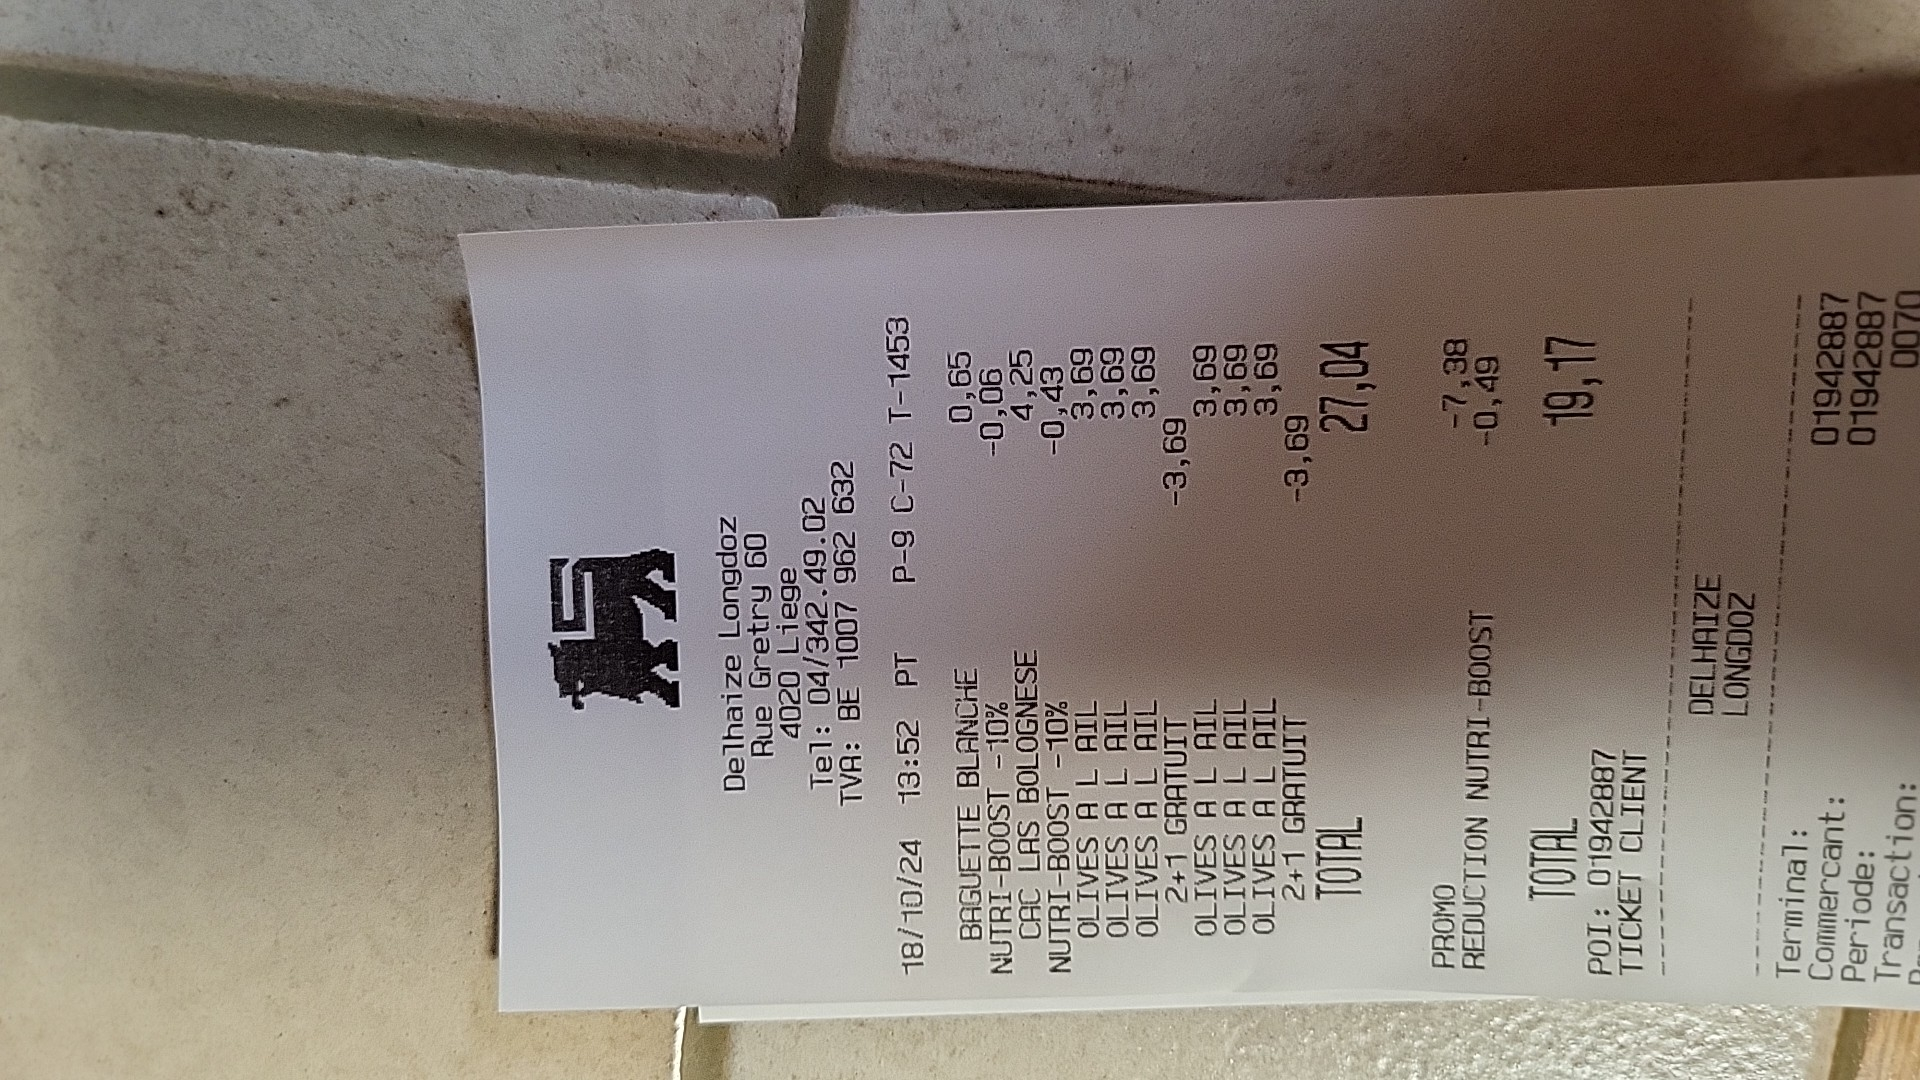 Delhaize Longdoz
Rue Gretry 60
4020 Liege
Tel: 04/342.49.02
TVA: BE 1007 962 632
18/10/24 13:52 PT P-9 C-72 T-1453
BAGUETTE BLANCHE 0,65
NUTRI-BOOST -10% -0,06
CAC LAS BOLOGNESE 4,25
NUTRI-BOOST -10% -0,43
OLIVES A L AIL 3,69
OLIVES A L AIL 3,69
OLIVES A L AIL 3,69
2+1 GRATUIT -3,69
OLIVES A L AIL 3,69
OLIVES A L AIL 3,69
OLIVES A L AIL 3,69
2+1 GRATUIT -3,69
TOTAL 27,04
PROMO -7,38
REDUCTION NUTRI-BOOST -0,49
TOTAL 19,17
POI: 01942887
TICKET CLIENT
DELHAIZE
LONGDOZ
Terminal: 01942887
Commercant: 01942887
Periode: 0070
Transaction: